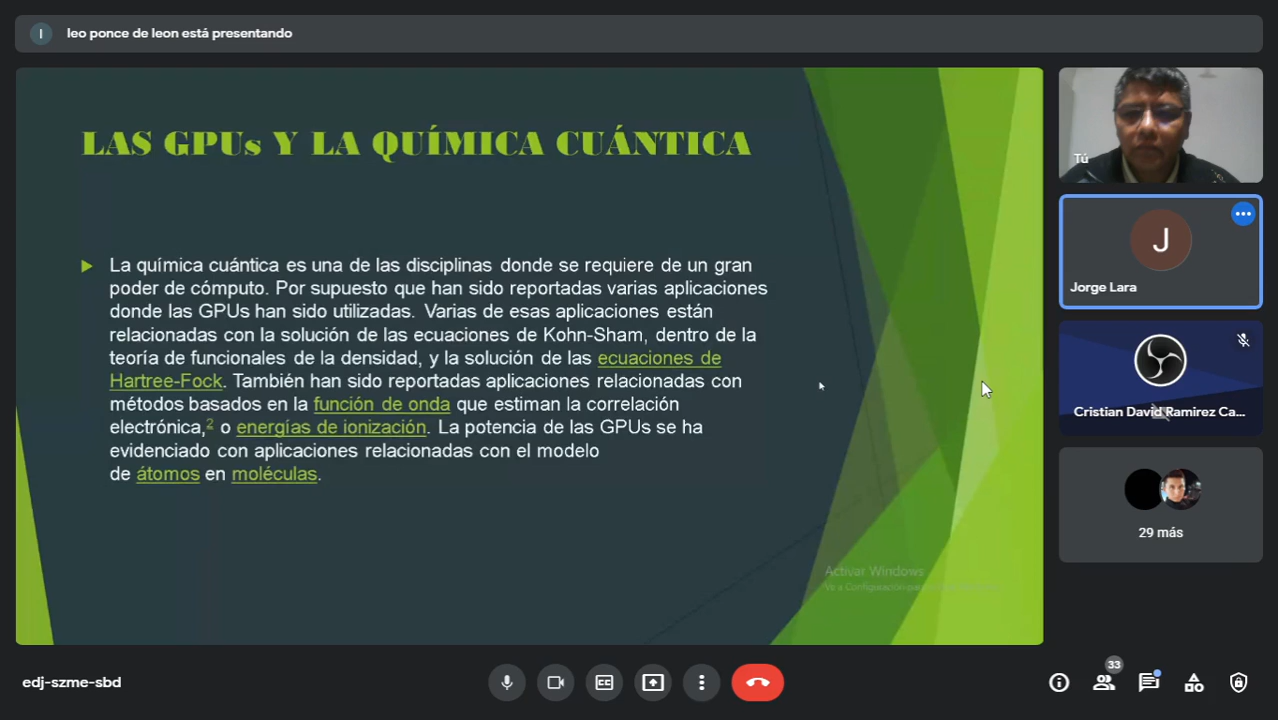 l
leo ponce de leon está presentando
LAS GPUs Y LA QUÍMICA CUÁNTICA
La química cuántica es una de las disciplinas donde se requiere de un gran
poder de cómputo. Por supuesto que han sido reportadas varias aplicaciones
donde las GPUs han sido utilizadas. Varias de esas aplicaciones están
relacionadas con la solución de las ecuaciones de Kohn-Sham, dentro de la
teoría de funcionales de la densidad, y la solución de las ecuaciones de
Hartree-Fock. También han sido reportadas aplicaciones relacionadas con
métodos basados en la función de onda que estiman la correlación
electrónica,2 o energías de ionización. La potencia de las GPUs se ha
evidenciado con aplicaciones relacionadas con el modelo
de átomos en moléculas.
Activar Windows
Ve a Configuración
Tú
J
Jorge Lara
Cristian David Ramirez Ca...
29 más
edj-szme-sbd
CC
33